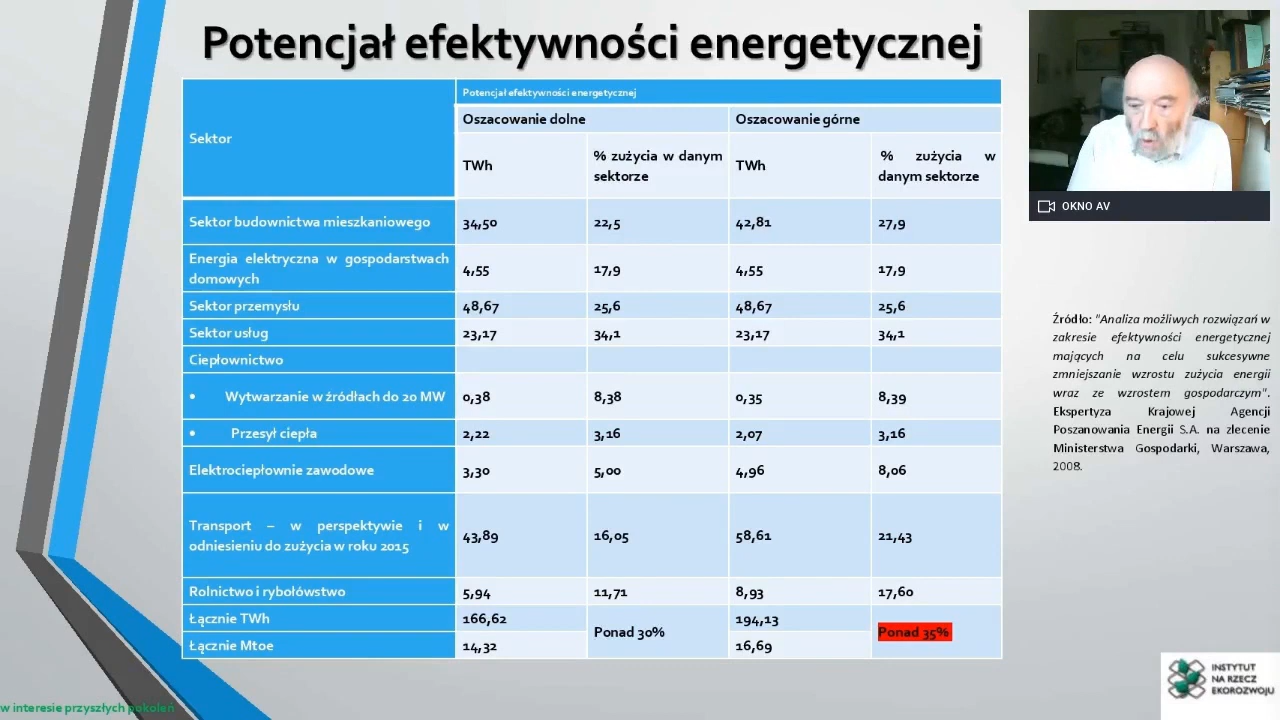 Potencjał efektywności energetycznej
Sektor
Potencjał efektywności energetycznej
Oszacowanie dolne
Oszacowanie górne
TWh
% zużycia w danym
sektorze
TWh
% zużycia w
danym sektorze
Sektor budownictwa mieszkaniowego
34,50
22,5
42,81
27,9
Energia elektryczna w gospodarstwach
domowych
4,55
17,9
4,55
17,9
Sektor przemysłu
48,67
25,6
48,67
25,6
Sektor usług
23,17
34,1
23,17
34,1
Ciepłownictwo
• Wytwarzanie w źródłach do 20 MW
0,38
8,38
0,35
8,39
• Przesył ciepła
2,22
3,16
2,07
3,16
Elektrociepłownie zawodowe
3,30
5,00
4,96
8,06
Transport – w perspektywie i w
odniesieniu do zużycia w roku 2015
43,89
16,05
58,61
21,43
Rolnictwo i rybołówstwo
5,94
11,71
8,93
17,60
Łącznie TWh
166,62
Ponad 30%
194,13
Ponad 35%
Łącznie Mtoe
14,32
16,69
OKNO AV
Źródło: "Analiza możliwych rozwiązań w
zakresie efektywności energetycznej
mających na celu sukcesywne
zmniejszanie wzrostu zużycia energii
wraz ze wzrostem gospodarczym".
Ekspertyza Krajowej Agencji
Poszanowania Energii S.A. na zlecenie
Ministerstwa Gospodarki, Warszawa,
2008.
INSTYTUT
NA RZECZ
EKOROZWOJU
w interesie przyszłych pokoleń